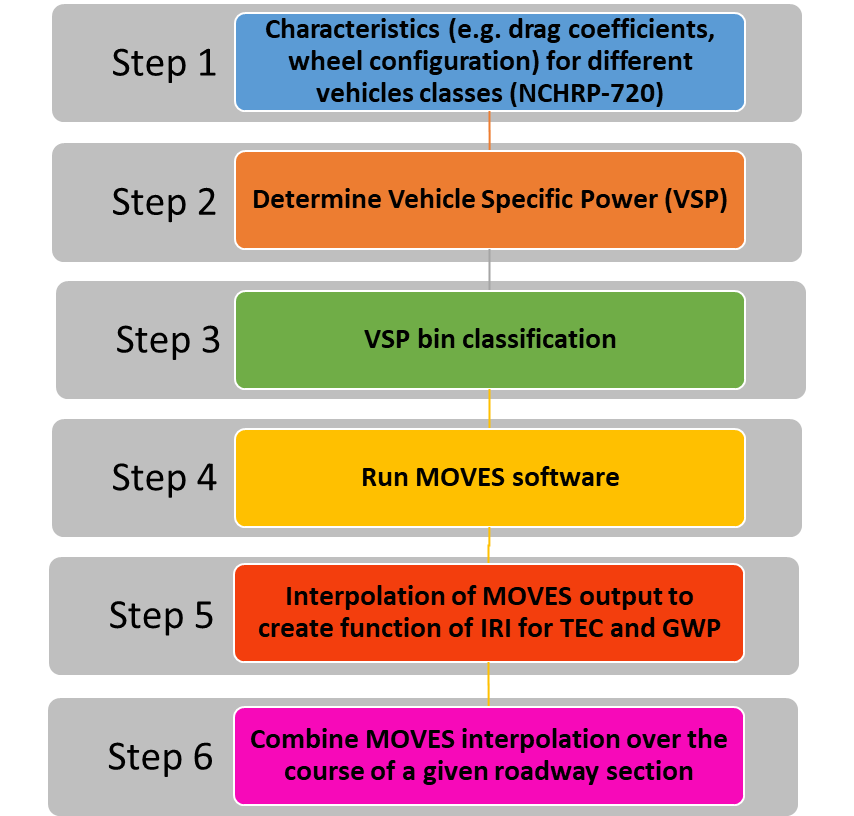 Step 1
Characteristics (e.g. drag coefficients,
wheel configuration) for different
vehicles classes (NCHRP-720)
Step 2
Determine Vehicle Specific Power (VSP)
Step 3
VSP bin classification
Step 4
Run MOVES software
Step 5
Interpolation of MOVES output to
create function of IRI for TEC and GWP
Step 6
Combine MOVES interpolation over the
course of a given roadway section